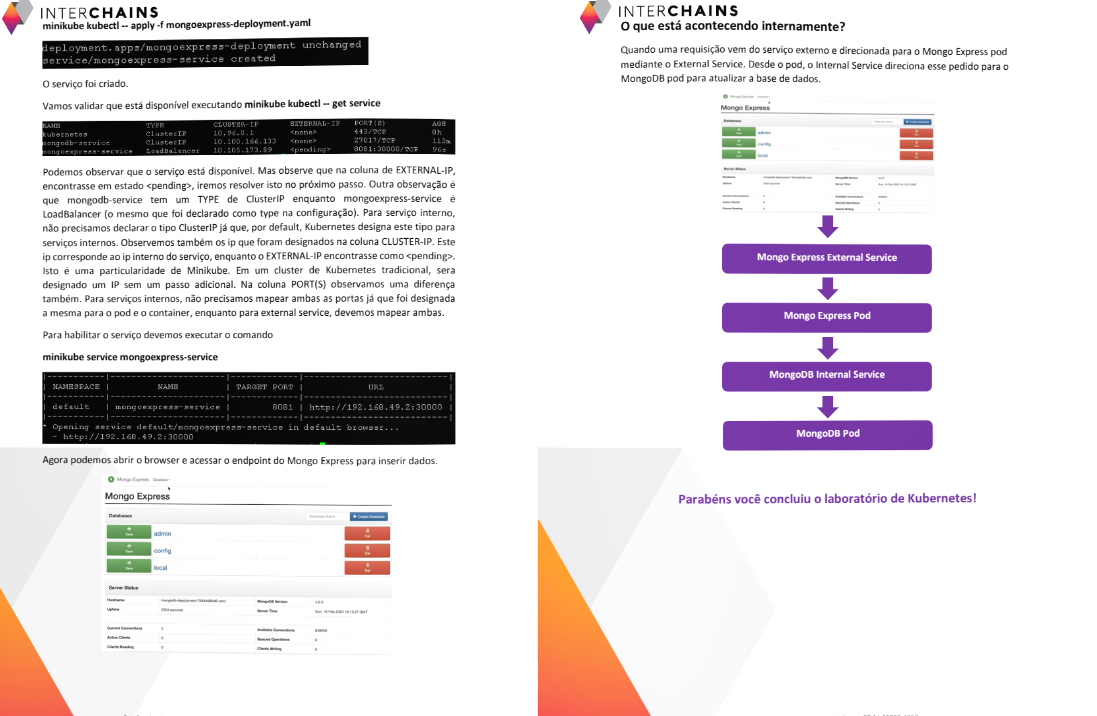 INTERCHAINS
minikube kubectl -- apply -f mongoexpress-deployment.yaml
deployment.apps/mongoexpress-deployment unchanged
service/mongoexpress-service created
O serviço foi criado.
Vamos validar que está disponível executando minikube kubectl -- get service
NAME TYPE CLUSTER-IP EXTERNAL-IP PORT(S) AGE
kubernetes ClusterIP 10.96.0.1 <none> 443/TCP 8h
mongodb-service ClusterIP 10.100.166.133 <none> 27017/TCP 113m
mongoexpress-service LoadBalancer 10.105.173.89 <pending> 8081:30000/TCP 96s
Podemos observar que o serviço está disponível. Mas observe que na coluna de EXTERNAL-IP,
encontrasse em estado <pending>, iremos resolver isto no próximo passo. Outra observação é
que mongodb-service tem um TYPE de ClusterIP enquanto mongoexpress-service é
LoadBalancer (o mesmo que foi declarado como type na configuração). Para serviço interno,
não precisamos declarar o tipo ClusterIP já que, por default, Kubernetes designa este tipo para
serviços internos. Observemos também os ip que foram designados na coluna CLUSTER-IP. Este
ip corresponde ao ip interno do serviço, enquanto o EXTERNAL-IP encontrasse como <pending>.
Isto é uma particularidade de Minikube. Em um cluster de Kubernetes tradicional, sera
designado um IP sem um passo adicional. Na coluna PORT(S) observamos uma diferença
também. Para serviços internos, não precisamos mapear ambas as portas já que foi designada
a mesma para o pod e o container, enquanto para external service, devemos mapear ambas.
Para habilitar o serviço devemos executar o comando
minikube service mongoexpress-service
| NAMESPACE | NAME | TARGET PORT | URL |
| default | mongoexpress-service | 8081 | http://192.168.49.2:30000 |
* Opening service default/mongoexpress-service in default browser...
- http://192.168.49.2:30000
Agora podemos abrir o browser e acessar o endpoint do Mongo Express para inserir dados.
Mongo Express Database
Mongo Express
Databases Database Name + Create Database
View admin Del
View config Del
View local Del
Server Status
Hostname MongoDB Version
Uptime Server Time
Current Connections 4 Available Connections
Active Clients 0 Queued Operations 0
Clients Reading 0 Clients Writing 0
INTERCHAINS
O que está acontecendo internamente?
Quando uma requisição vem do serviço externo e direcionada para o Mongo Express pod
mediante o External Service. Desde o pod, o Internal Service direciona esse pedido para o
MongoDB pod para atualizar a base de dados.
Mongo Express
Mongo Express
Databases
admin
config
local
Server Status
Mongo Express External Service
Mongo Express Pod
MongoDB Internal Service
MongoDB Pod
Parabéns você concluiu o laboratório de Kubernetes!